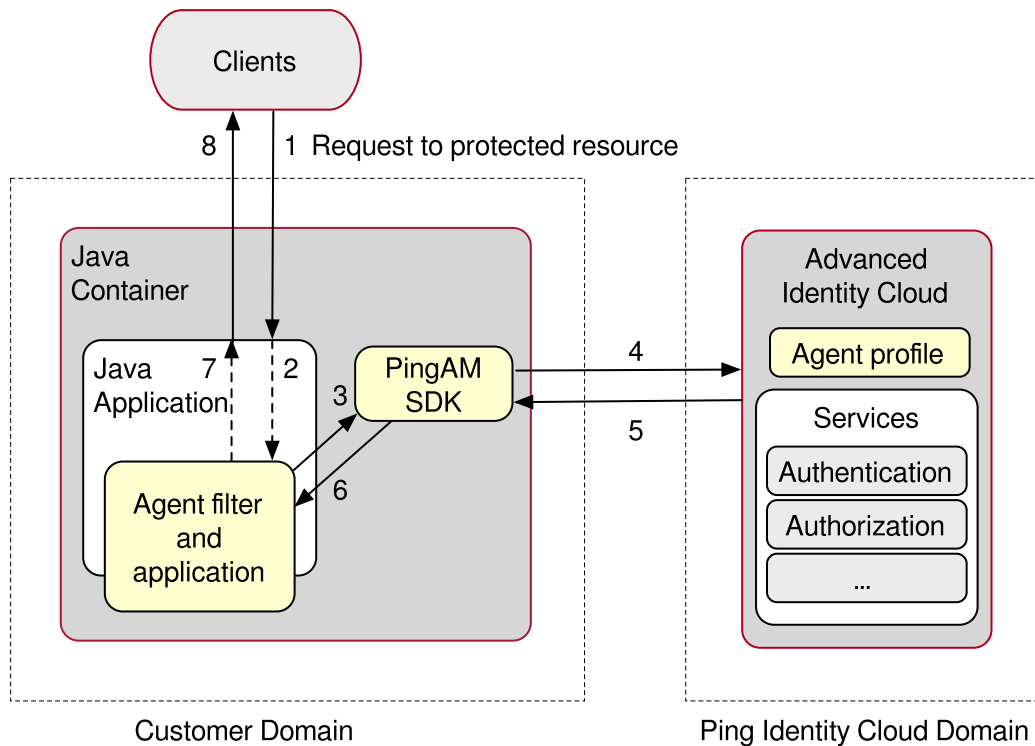 Clients
8
1 Request to protected resource
Java
Container
Java
Application
7
2
3
PingAM
SDK
6
Agent filter
and
application
4
5
Advanced
Identity Cloud
Agent profile
Services
Authentication
Authorization
...
Customer Domain
Ping Identity Cloud Domain